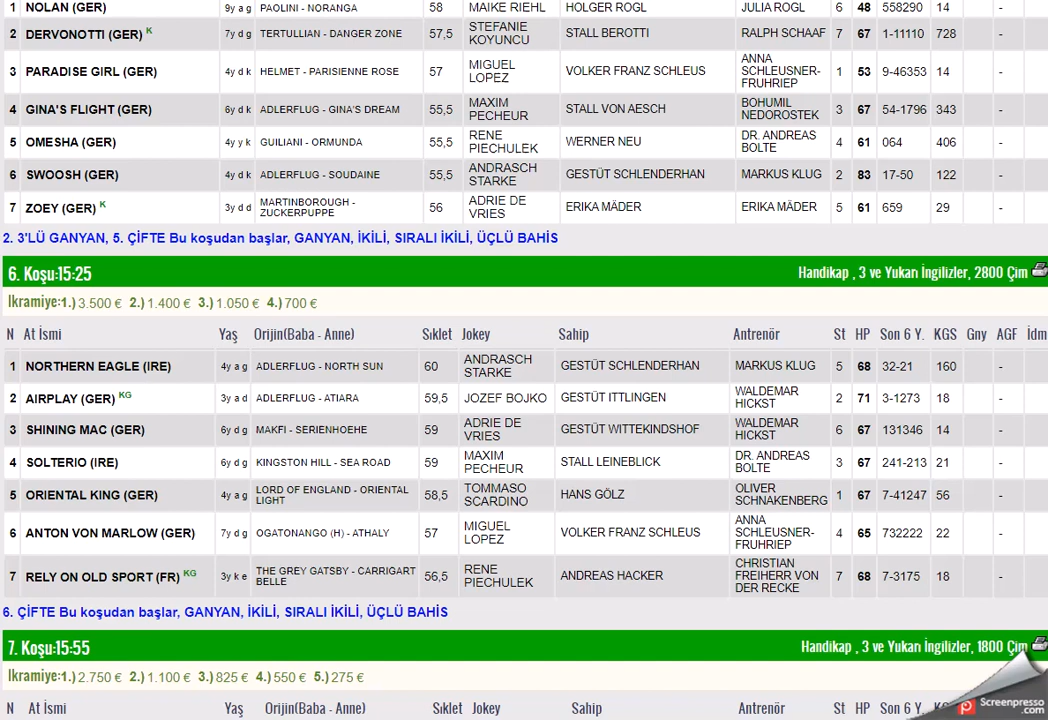 1 NOLAN (GER) 9y a g PAOLINI - NORANGA 58 MAIKE RIEHL HOLGER ROGL JULIA ROGL 6 48 558290 14 -
2 DERVONOTTI (GER) K 7y d g TERTULLIAN - DANGER ZONE 57,5 STEFANIE KOYUNCU STALL BEROTTI RALPH SCHAAF 7 67 1-11110 728 -
3 PARADISE GIRL (GER) 4y d k HELMET - PARISIENNE ROSE 57 MIGUEL LOPEZ VOLKER FRANZ SCHLEUS ANNA SCHLEUSNER-FRUHRIEP 1 53 9-46353 14 -
4 GINA'S FLIGHT (GER) 6y d k ADLERFLUG - GINA'S DREAM 55,5 MAXIM PECHEUR STALL VON AESCH BOHUMIL NEDOROSTEK 3 67 54-1796 343 -
5 OMESHA (GER) 4y y k GUILIANI - ORMUNDA 55,5 RENE PIECHULEK WERNER NEU DR. ANDREAS BOLTE 4 61 064 406 -
6 SWOOSH (GER) 4y d k ADLERFLUG - SOUDAINE 55,5 ANDRASCH STARKE GESTÜT SCHLENDERHAN MARKUS KLUG 2 83 17-50 122 -
7 ZOEY (GER) K 3y d d MARTINBOROUGH - ZUCKERPUPPE 56 ADRIE DE VRIES ERIKA MÄDER ERIKA MÄDER 5 61 659 29 -
2. 3'LÜ GANYAN, 5. ÇİFTE Bu koşudan başlar, GANYAN, İKİLİ, SIRALI İKİLİ, ÜÇLÜ BAHİS
6. Koşu:15:25 Handikap , 3 ve Yukarı İngilizler, 2800 Çim
İkramiye:1.) 3.500 € 2.) 1.400 € 3.) 1.050 € 4.) 700 €
N At İsmi Yaş Orijin(Baba - Anne) Sıklet Jokey Sahip Antrenör St HP Son 6 Y. KGS Gny AGF İdm
1 NORTHERN EAGLE (IRE) 4y a g ADLERFLUG - NORTH SUN 60 ANDRASCH STARKE GESTÜT SCHLENDERHAN MARKUS KLUG 5 68 32-21 160 -
2 AIRPLAY (GER) KG 3y a d ADLERFLUG - ATIARA 59,5 JOZEF BOJKO GESTÜT ITTLINGEN WALDEMAR HICKST 2 71 3-1273 18 -
3 SHINING MAC (GER) 6y d g MAKFI - SERIENHOEHE 59 ADRIE DE VRIES GESTÜT WITTEKINDSHOF WALDEMAR HICKST 6 67 131346 14 -
4 SOLTERIO (IRE) 6y d g KINGSTON HILL - SEA ROAD 59 MAXIM PECHEUR STALL LEINEBLICK DR. ANDREAS BOLTE 3 67 241-213 21 -
5 ORIENTAL KING (GER) 4y a g LORD OF ENGLAND - ORIENTAL LIGHT 58,5 TOMMASO SCARDINO HANS GÖLZ OLIVER SCHNAKENBERG 1 67 7-41247 56 -
6 ANTON VON MARLOW (GER) 7y d g OGATONANGO (H) - ATHALY 57 MIGUEL LOPEZ VOLKER FRANZ SCHLEUS ANNA SCHLEUSNER-FRUHRIEP 4 65 732222 22 -
7 RELY ON OLD SPORT (FR) KG 3y k e THE GREY GATSBY - CARRIGART BELLE 56,5 RENE PIECHULEK ANDREAS HACKER CHRISTIAN FREIHERR VON DER RECKE 7 68 7-3175 18 -
6. ÇİFTE Bu koşudan başlar, GANYAN, İKİLİ, SIRALI İKİLİ, ÜÇLÜ BAHİS
7. Koşu:15:55 Handikap , 3 ve Yukarı İngilizler, 1800 Çim
İkramiye:1.) 2.750 € 2.) 1.100 € 3.) 825 € 4.) 550 € 5.) 275 €
N At İsmi Yaş Orijin(Baba - Anne) Sıklet Jokey Sahip Antrenör St HP Son 6 Y.
Screenpresso
.com